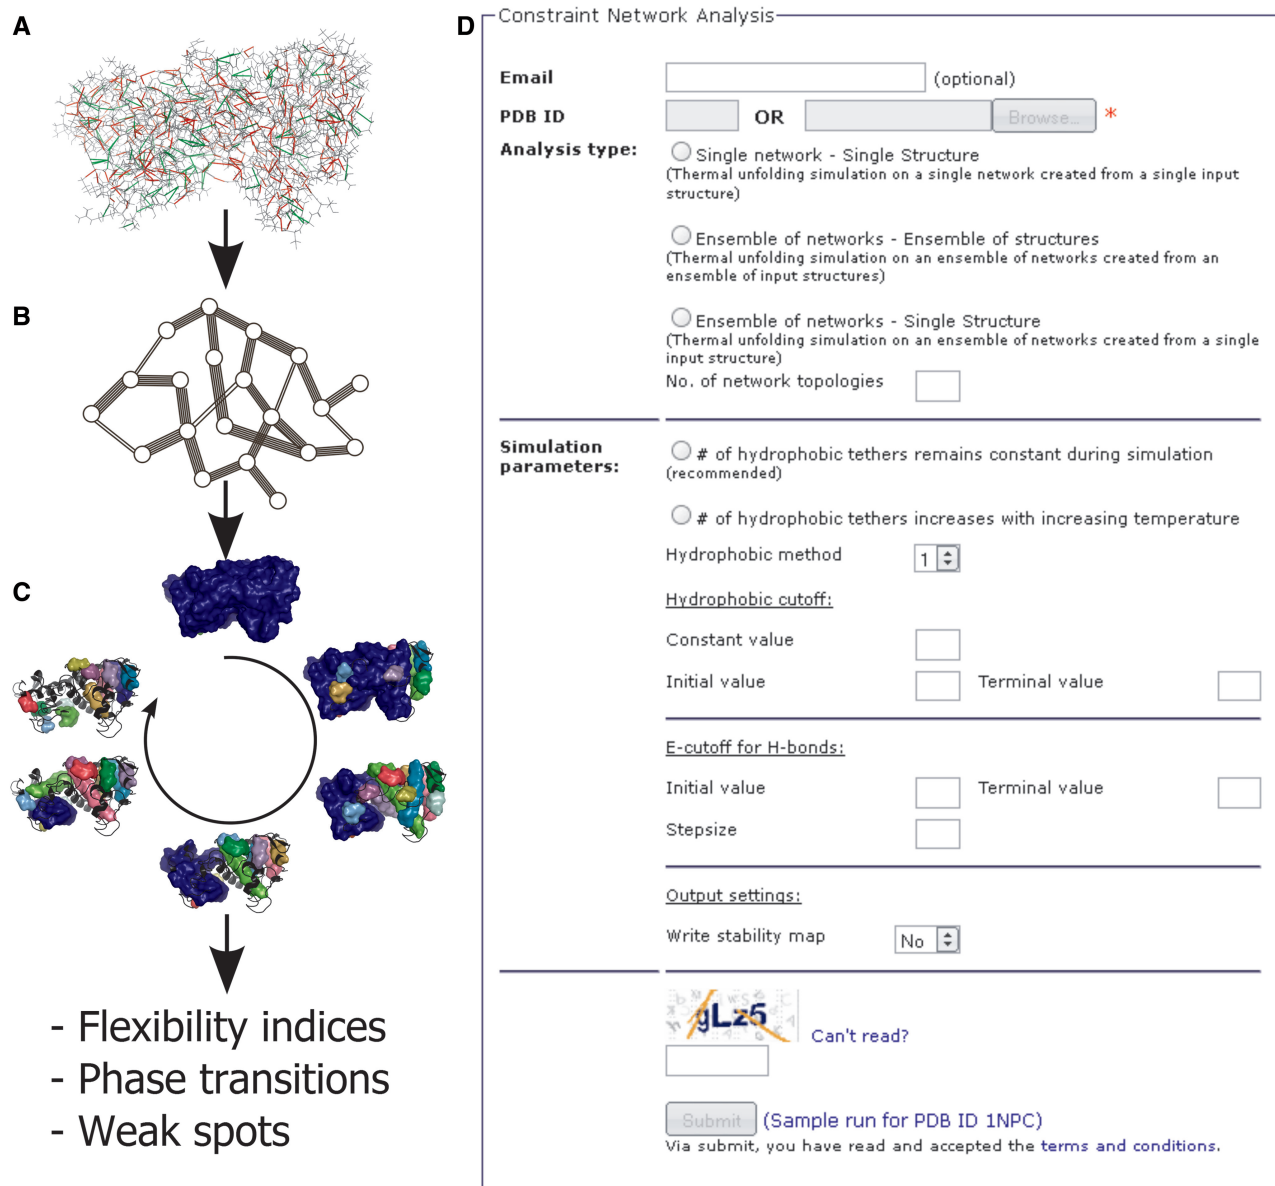 A
B
C
- Flexibility indices
- Phase transitions
- Weak spots
D
Constraint Network Analysis
Email
(optional)
PDB ID
OR
Browse...
*
Analysis type:
Single network - Single Structure
(Thermal unfolding simulation on a single network created from a single input
structure)
Ensemble of networks - Ensemble of structures
(Thermal unfolding simulation on an ensemble of networks created from an
ensemble of input structures)
Ensemble of networks - Single Structure
(Thermal unfolding simulation on an ensemble of networks created from a single
input structure)
No. of network topologies
Simulation
parameters:
# of hydrophobic tethers remains constant during simulation
(recommended)
# of hydrophobic tethers increases with increasing temperature
Hydrophobic method
1
Hydrophobic cutoff:
Constant value
Initial value
Terminal value
E-cutoff for H-bonds:
Initial value
Terminal value
Stepsize
Output settings:
Write stability map
No
gLz5
Can't read?
Submit
(Sample run for PDB ID 1NPC)
Via submit, you have read and accepted the terms and conditions.